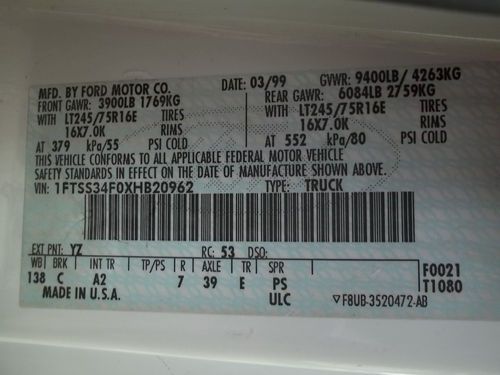 MFD. BY FORD MOTOR CO. DATE: 03/99 GVWR: 9400LB/ 4263KG
FRONT GAWR: 3900LB 1769KG REAR GAWR: 6084LB 2759KG
WITH LT245/75R16E TIRES WITH LT245/75R16E TIRES
16X7.0K RIMS 16X7.0K RIMS
AT 379 kPa/55 PSI COLD AT 552 kPa/80 PSI COLD
THIS VEHICLE CONFORMS TO ALL APPLICABLE FEDERAL MOTOR VEHICLE
SAFETY STANDARDS IN EFFECT ON THE DATE OF MANUFACTURE SHOWN ABOVE.
VIN: 1FTSS34F0XHB20962 TYPE: TRUCK
EXT PNT: YZ RC: 53 DSO:
WB BRK INT TR TP/PS R AXLE TR SPR F0021
138 C A2 7 39 E PS T1080
MADE IN U.S.A. ULC ▽F8UB-3520472-AB